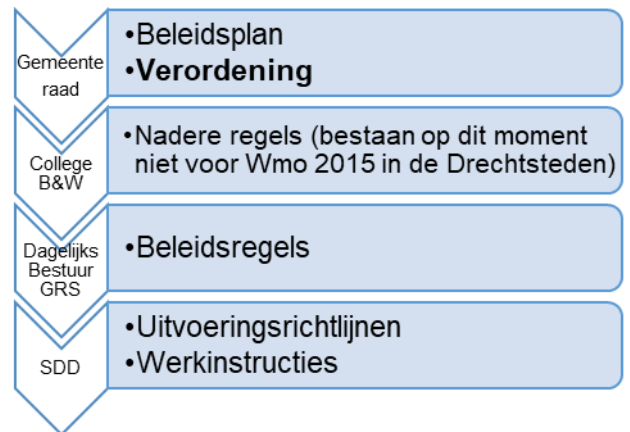 Gemeente
raad
•Beleidsplan
•Verordening
College
B&W
•Nadere regels (bestaan op dit moment
niet voor Wmo 2015 in de Drechtsteden)
Dagelijks
Bestuur
GRS
•Beleidsregels
SDD
•Uitvoeringsrichtlijnen
•Werkinstructies